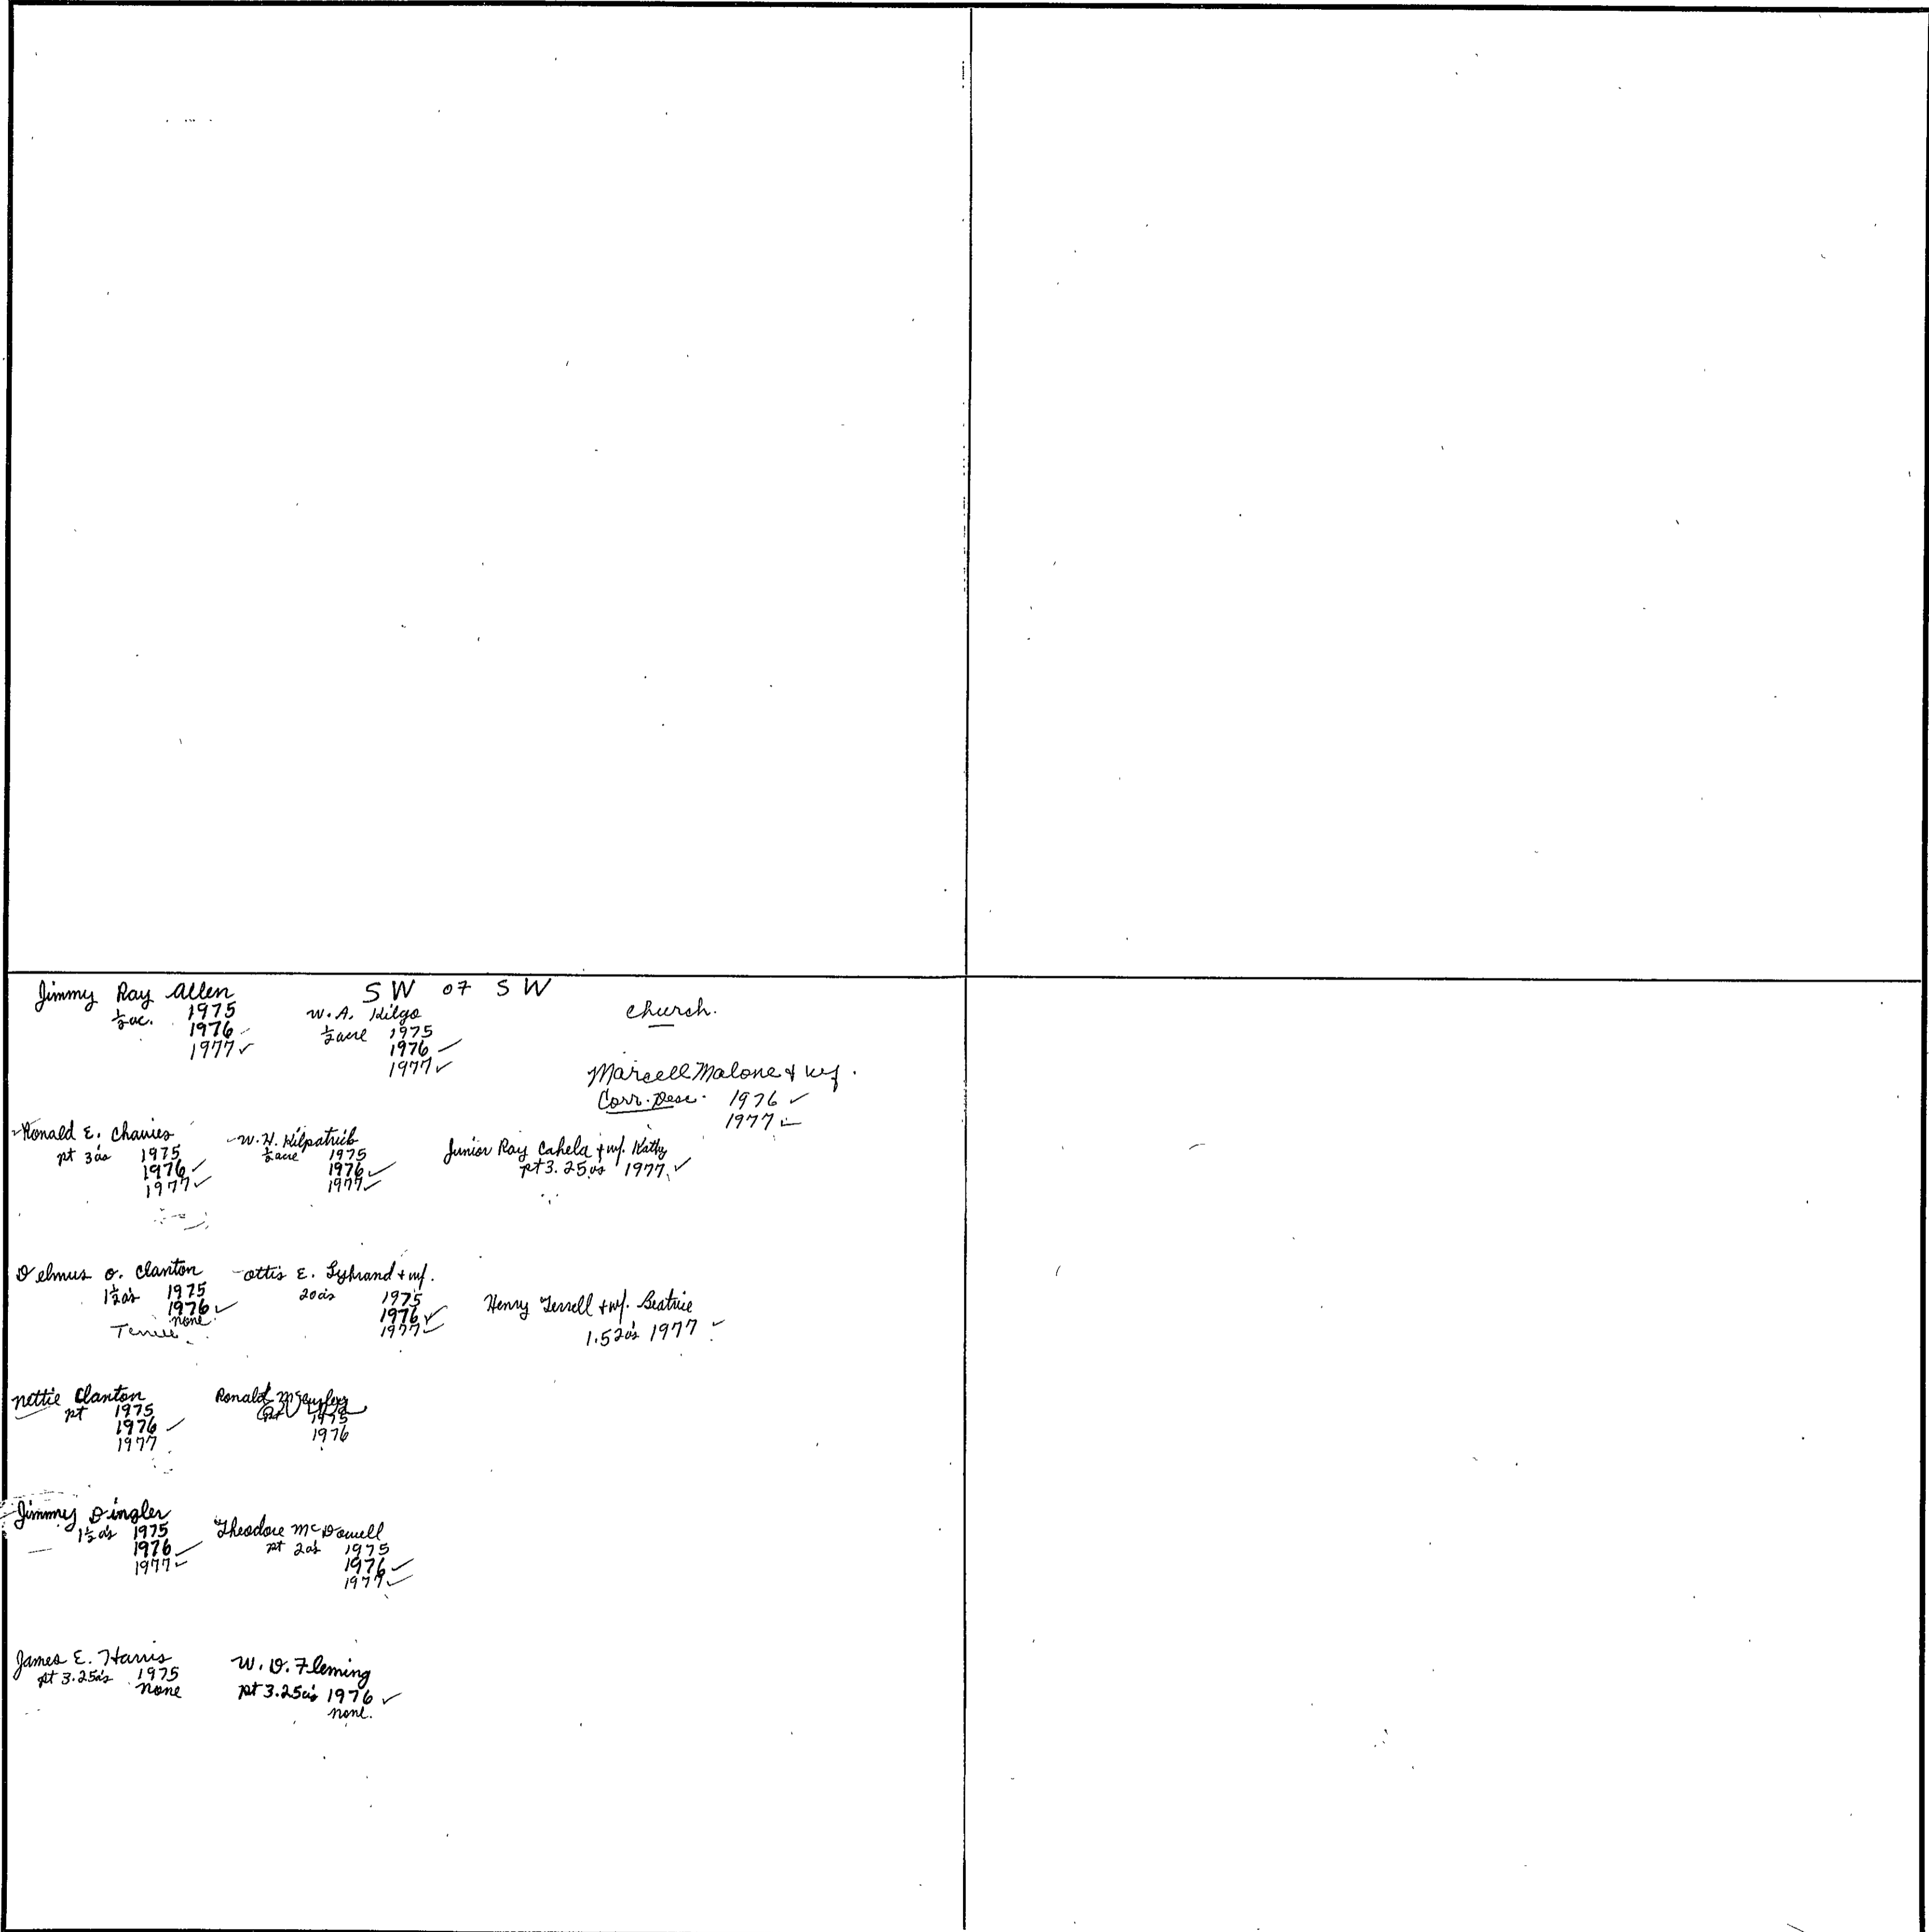 SW of SW
Jimmy Ray Allen
½ ac. 1975
1976 ✓
1977 ✓
W. A. Kilgo
½ acre 1975
1976 ✓
1977 ✓
Church.
Marcell Malone & wf.
Corr. Desc. 1976 ✓
1977 ✓
Ronald E.
pt 3 a's 1975
1976 ✓
1977 ✓
W. H. Kilpatrick
½ acre 1975
1976 ✓
1977 ✓
Junior Ray Cahela & wf. Kathy
pt 3.25 a's 1977 ✓
Delmus O. Clanton
1½ a's 1975
1976 ✓
none
Ottis E. & wf.
20 a's 1975
1976 ✓
1977 ✓
Henry Terrell & wf. Beatrice
1.52 a's 1977 ✓
Nettie Clanton
pt 1975
1976 ✓
1977
Ronald
pt 1975
1976
Jimmy Dingler
1½ a's 1975
1976 ✓
1977 ✓
Theodore McDowell
pt 2 a's 1975
1976 ✓
1977 ✓
James E. Harris
pt 3.25 a's 1975
none
W. D. Fleming
pt 3.25 a's 1976 ✓
none.